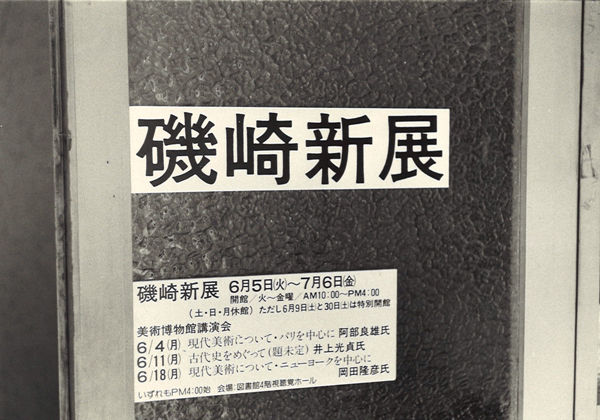 磯崎新展
磯崎新展 6月5日(火)〜7月6日(金)
開館/火〜金曜/AM10:00〜PM4:00
(土・日・月休館) ただし6月9日(土)と30日(土)は特別開館
美術博物館講演会
6/4(月) 現代美術について・パリを中心に 阿部良雄氏
6/11(月) 古代史をめぐって(題未定) 井上光貞氏
6/18(月) 現代美術について・ニューヨークを中心に
岡田隆彦氏
いずれもPM4:00始 会場:図書館4階視聴覚ホール